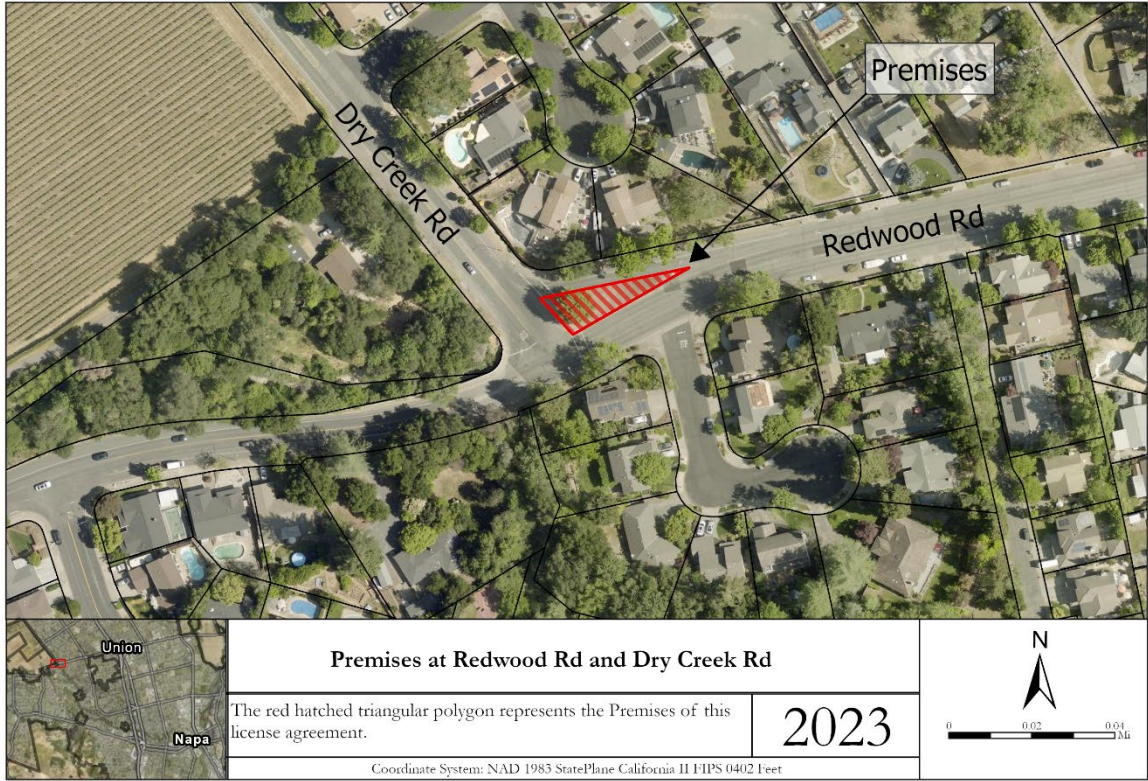 Premises
Dry Creek Rd
Redwood Rd
Union
Napa
Premises at Redwood Rd and Dry Creek Rd
The red hatched triangular polygon represents the Premises of this
license agreement.
2023
Coordinate System: NAD 1983 StatePlane California II FIPS 0402 Feet
N
0 0.02 0.04
Mi